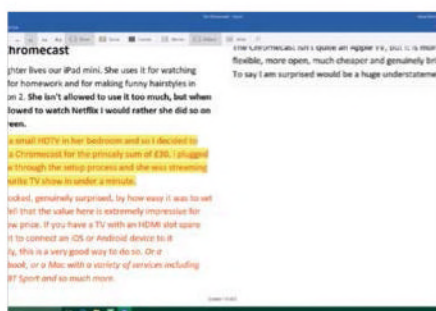 hromecast
ghter lives our iPad mini. She uses it for watching
for homework and for making funny hairstyles in
on 2. She isn't allowed to use it too much, but when
lowed to watch Netflix I would rather she did so on
reen.
a small HDTV in her bedroom and so I decided to
a Chromecast for the princely sum of £30. I plugged
w through the setup process and she was streaming
ourite TV show in under a minute.
ocked, genuinely surprised, by how easy it was to set
fell that the value here is extremely impressive for
ow price. If you have a TV with an HDMI slot spare
nt to connect an iOS or Android device to it
ly, this is a very good way to do so. Or a
book, or a Mac with a variety of services including
BT Sport and so much more.
The Chromecast isn't quite an Apple TV, but it is mor
flexible, more open, much cheaper and genuinely bri
To say I am surprised would be a huge understateme